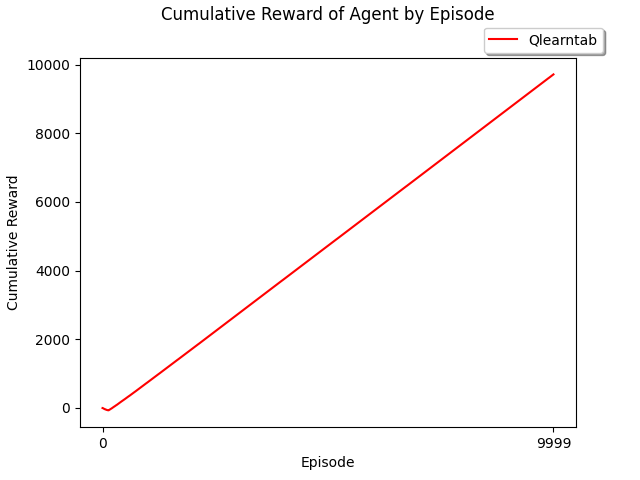 Cumulative Reward of Agent by Episode
Qlearntab
10000
8000
6000
4000
2000
0
Cumulative Reward
0
9999
Episode